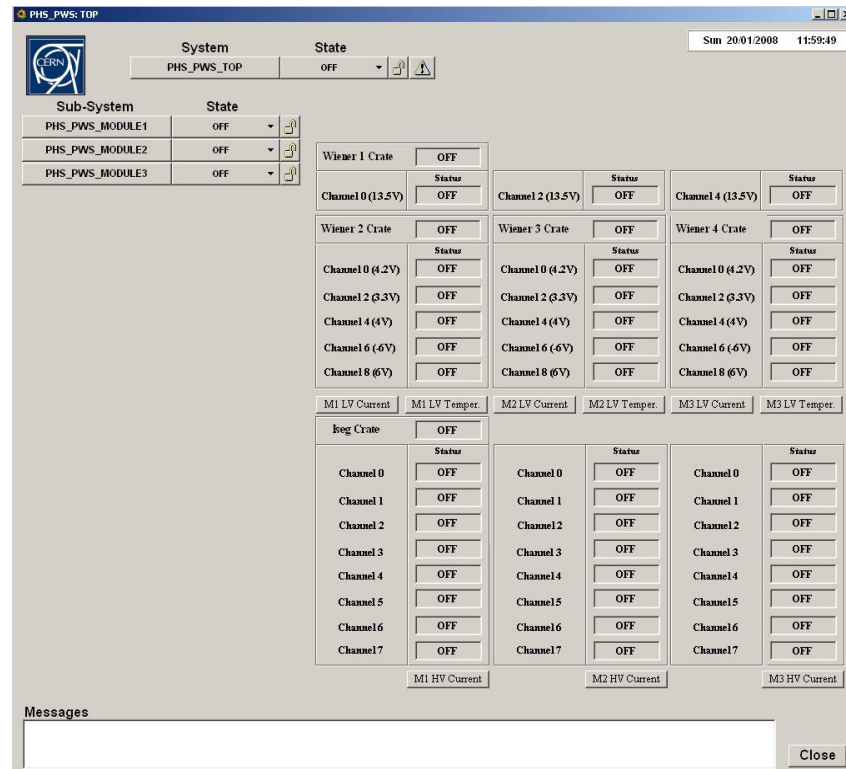 PHS_PWS: TOP
Sun 20/01/2008 11:59:49
CERN
System State
PHS_PWS_TOP OFF
Sub-System State
PHS_PWS_MODULE1 OFF
PHS_PWS_MODULE2 OFF
PHS_PWS_MODULE3 OFF
Wiener 1 Crate OFF
Status Status Status
Channel 0 (13.5V) OFF Channel 2 (13.5V) OFF Channel 4 (13.5V) OFF
Wiener 2 Crate OFF Wiener 3 Crate OFF Wiener 4 Crate OFF
Status Status Status
Channel 0 (4.2V) OFF Channel 0 (4.2V) OFF Channel 0 (4.2V) OFF
Channel 2 (3.3V) OFF Channel 2 (3.3V) OFF Channel 2 (3.3V) OFF
Channel 4 (4V) OFF Channel 4 (4V) OFF Channel 4 (4V) OFF
Channel 6 (-6V) OFF Channel 6 (-6V) OFF Channel 6 (-6V) OFF
Channel 8 (6V) OFF Channel 8 (6V) OFF Channel 8 (6V) OFF
M1 LV Current M1 LV Temper. M2 LV Current M2 LV Temper. M3 LV Current M3 LV Temper.
Iseg Crate OFF
Status Status Status
Channel 0 OFF Channel 0 OFF Channel 0 OFF
Channel 1 OFF Channel 1 OFF Channel 1 OFF
Channel 2 OFF Channel 2 OFF Channel 2 OFF
Channel 3 OFF Channel 3 OFF Channel 3 OFF
Channel 4 OFF Channel 4 OFF Channel 4 OFF
Channel 5 OFF Channel 5 OFF Channel 5 OFF
Channel 6 OFF Channel 6 OFF Channel 6 OFF
Channel 7 OFF Channel 7 OFF Channel 7 OFF
M1 HV Current M2 HV Current M3 HV Current
Messages
Close